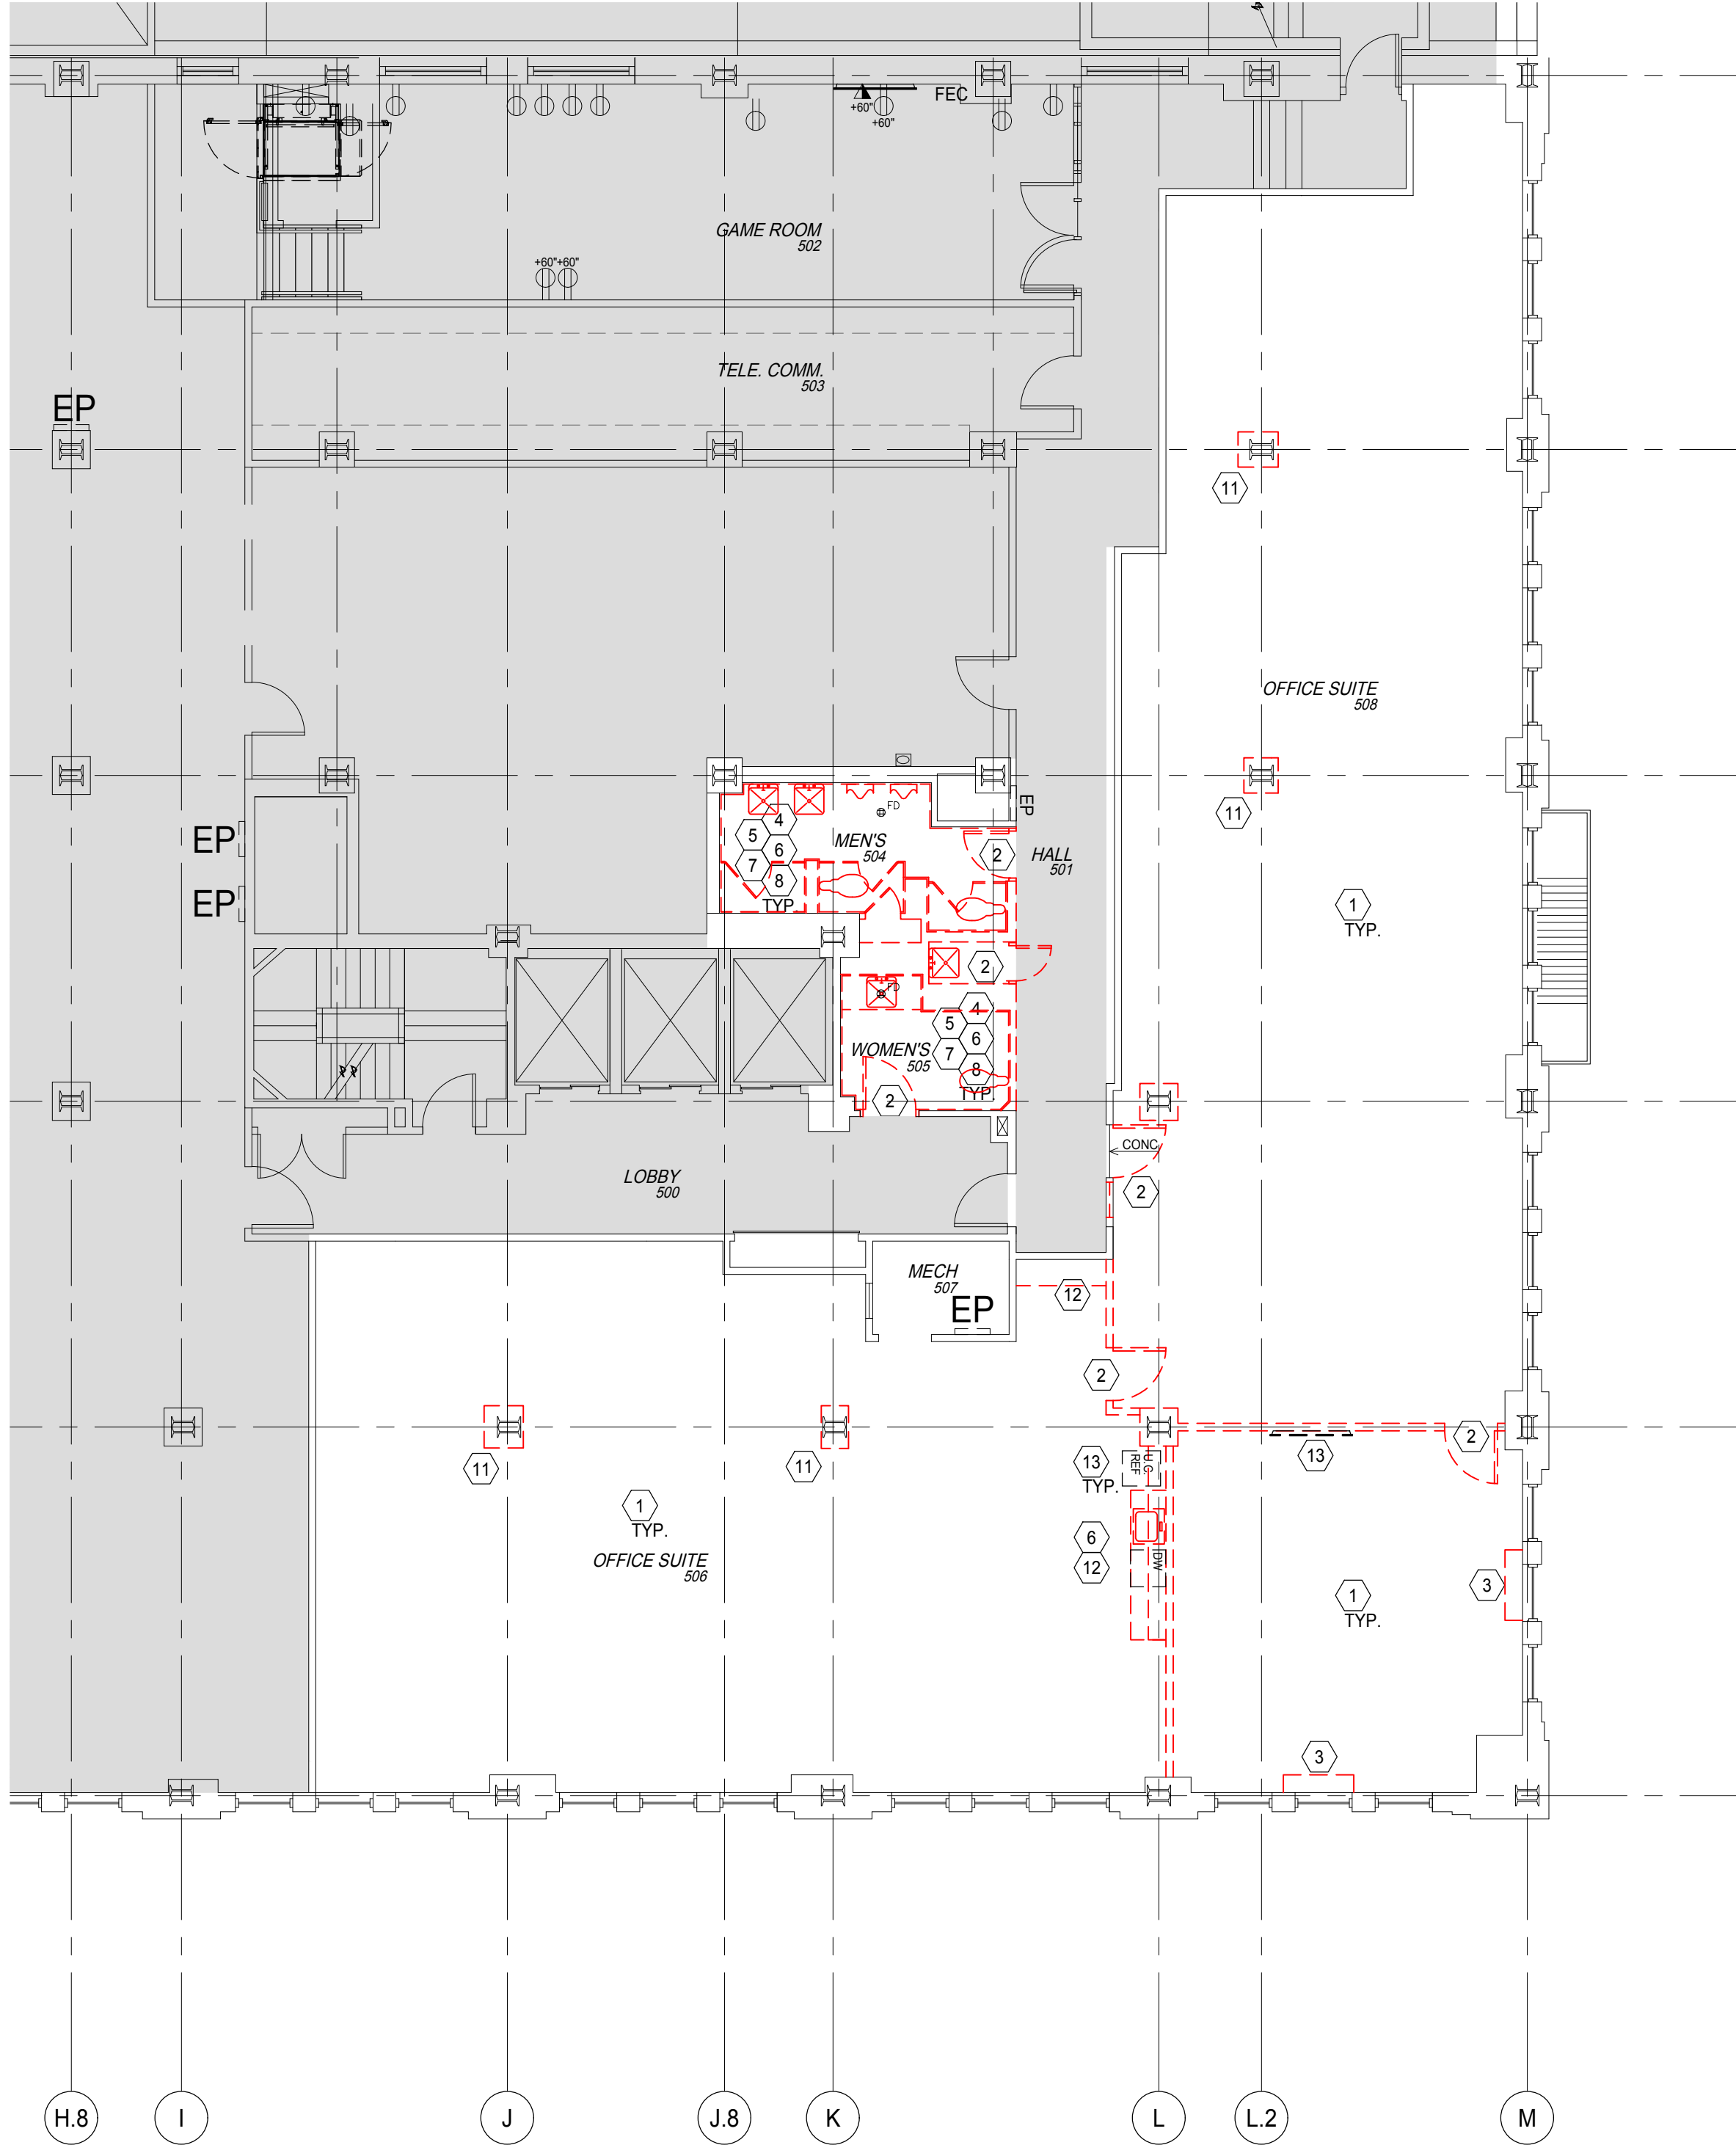 FEC
+60"
+60"
GAME ROOM
502
+60"+60"
TELE. COMM.
503
EP
11
OFFICE SUITE
508
11
EP
FD
4
5
6
7
8
TYP.
MEN'S
504
2
HALL
501
EP
EP
1
TYP.
2
FD
4
5
6
7
8
TYP.
WOMEN'S
505
2
CONC.
2
LOBBY
500
MECH
507
EP
12
2
11
11
13
TYP.
U.C.
REF
13
2
1
TYP.
OFFICE SUITE
506
6
12
DW
3
1
TYP.
3
H.8
I
J
J.8
K
L
L.2
M